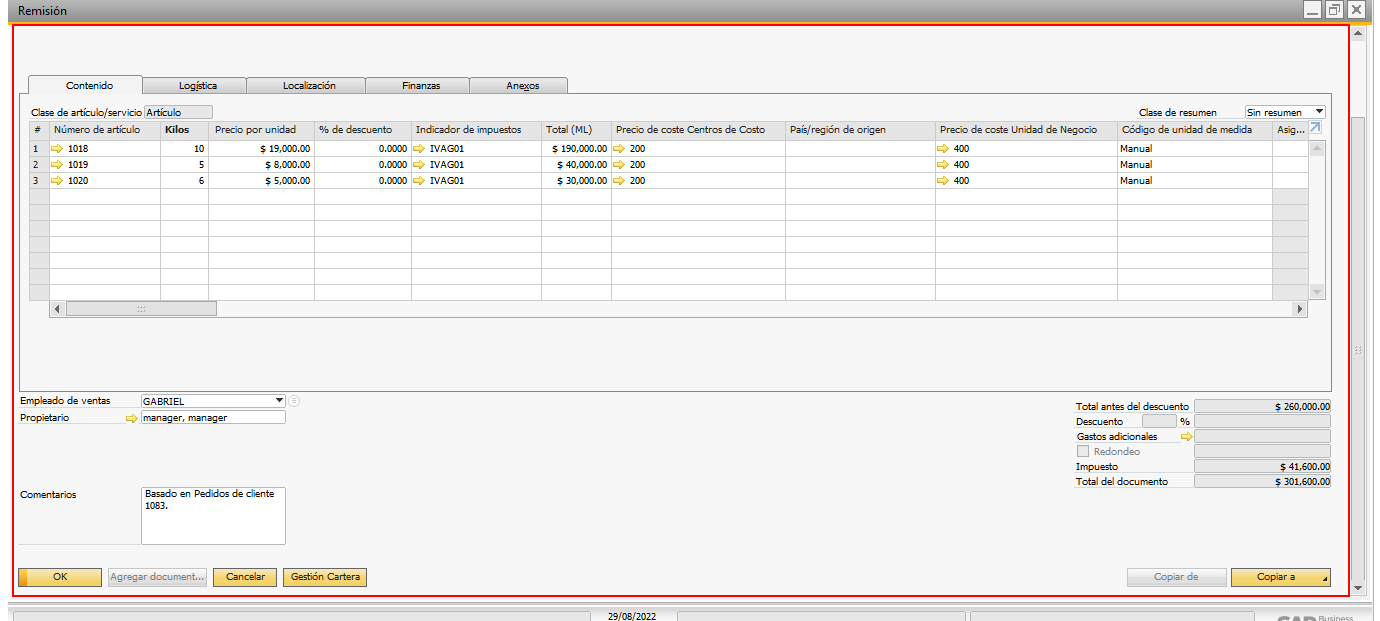 Remisión
Contenido Logística Localización Finanzas Anexos
Clase de artículo/servicio Artículo Clase de resumen Sin resumen
# Número de artículo Kilos Precio por unidad % de descuento Indicador de impuestos Total (ML) Precio de coste Centros de Costo País/región de origen Precio de coste Unidad de Negocio Código de unidad de medida Asig...
1 1018 10 $ 19,000.00 0.0000 IVAG01 $ 190,000.00 200 400 Manual
2 1019 5 $ 8,000.00 0.0000 IVAG01 $ 40,000.00 200 400 Manual
3 1020 6 $ 5,000.00 0.0000 IVAG01 $ 30,000.00 200 400 Manual
Empleado de ventas GABRIEL
Propietario manager, manager
Total antes del descuento $ 260,000.00
Descuento %
Gastos adicionales
Redondeo
Impuesto $ 41,600.00
Total del documento $ 301,600.00
Comentarios Basado en Pedidos de cliente
1083.
OK Agregar document... Cancelar Gestión Cartera Copiar de Copiar a
29/08/2022 SAP Business